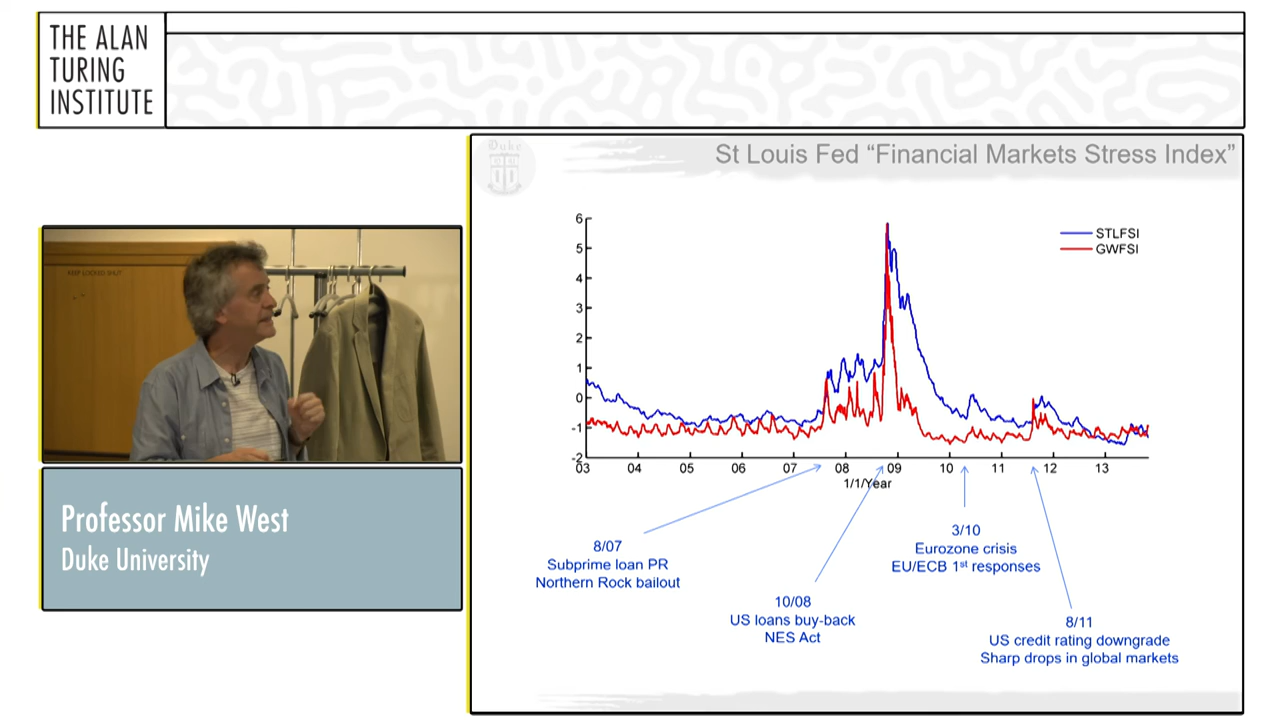 THE ALAN
TURING
INSTITUTE
Duke
St Louis Fed “Financial Markets Stress Index”
KEEP LOCKED SHUT
STLFSI
GWFSI
6
5
4
3
2
1
0
-1
-2
03 04 05 06 07 08 09 10 11 12 13
1/1/Year
8/07
Subprime loan PR
Northern Rock bailout
10/08
US loans buy-back
NES Act
3/10
Eurozone crisis
EU/ECB 1st responses
8/11
US credit rating downgrade
Sharp drops in global markets
Professor Mike West
Duke University